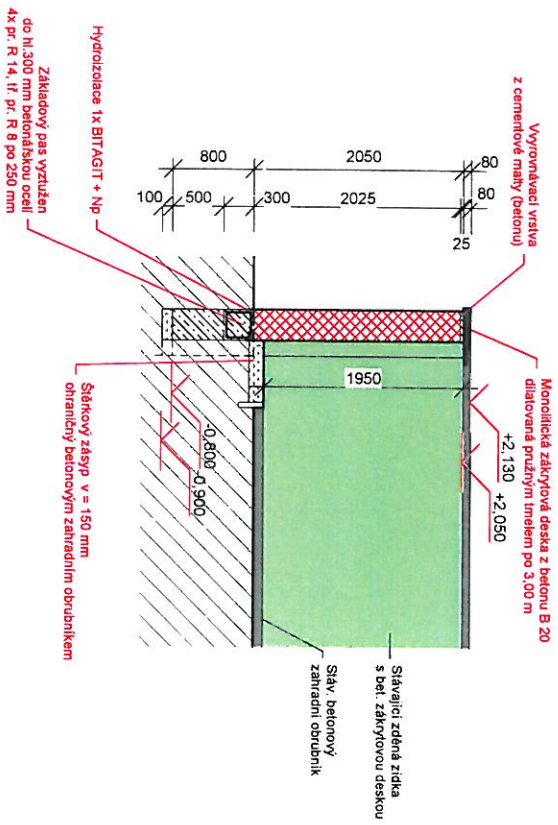 Vyyrovnávací vrstva
z cementové malty (betonu)
Monolitická zákrytová deska z betonu B 20
dilatovaná pružným tmelem po 3,00 m
80
80
2050
2025
25
800
300
500
100
1950
+2,130
+2,050
-0,800
-0,900
Hydroizolace 1x BITAGIT + Np
Základový pas vyztužen
do hl.300 mm betonářskou ocelí
4x pr. R 14, tř. pr. R 8 po 250 mm
Štěrkový zásyp v = 150 mm
ohraničný betonovým zahradním obrubníkem
Stávající zděná zídka
s bet. zákrytovou deskou
Stáv. betonový
zahradní obrubník